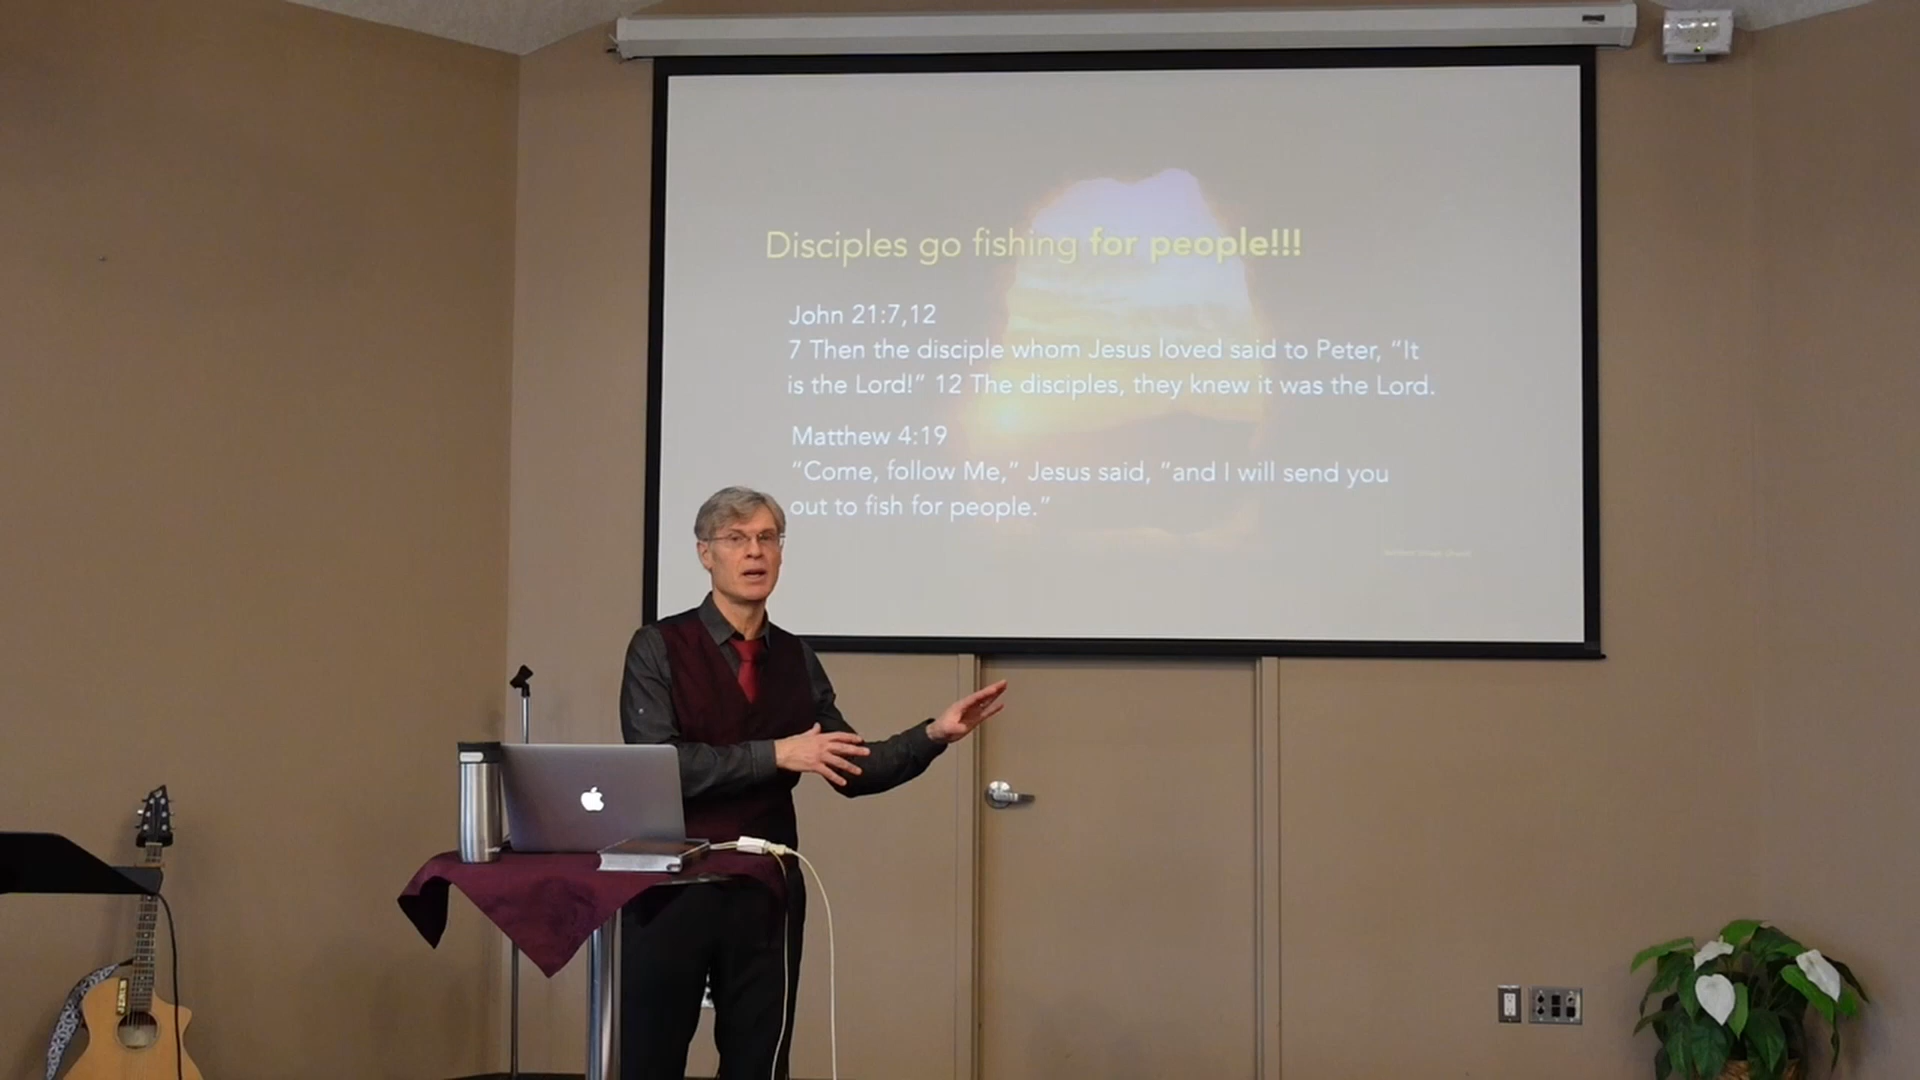 Disciples go fishing for people!!!
John 21:7,12
7 Then the disciple whom Jesus loved said to Peter, “It
is the Lord!” 12 The disciples, they knew it was the Lord.
Matthew 4:19
“Come, follow Me,” Jesus said, “and I will send you
out to fish for people.”